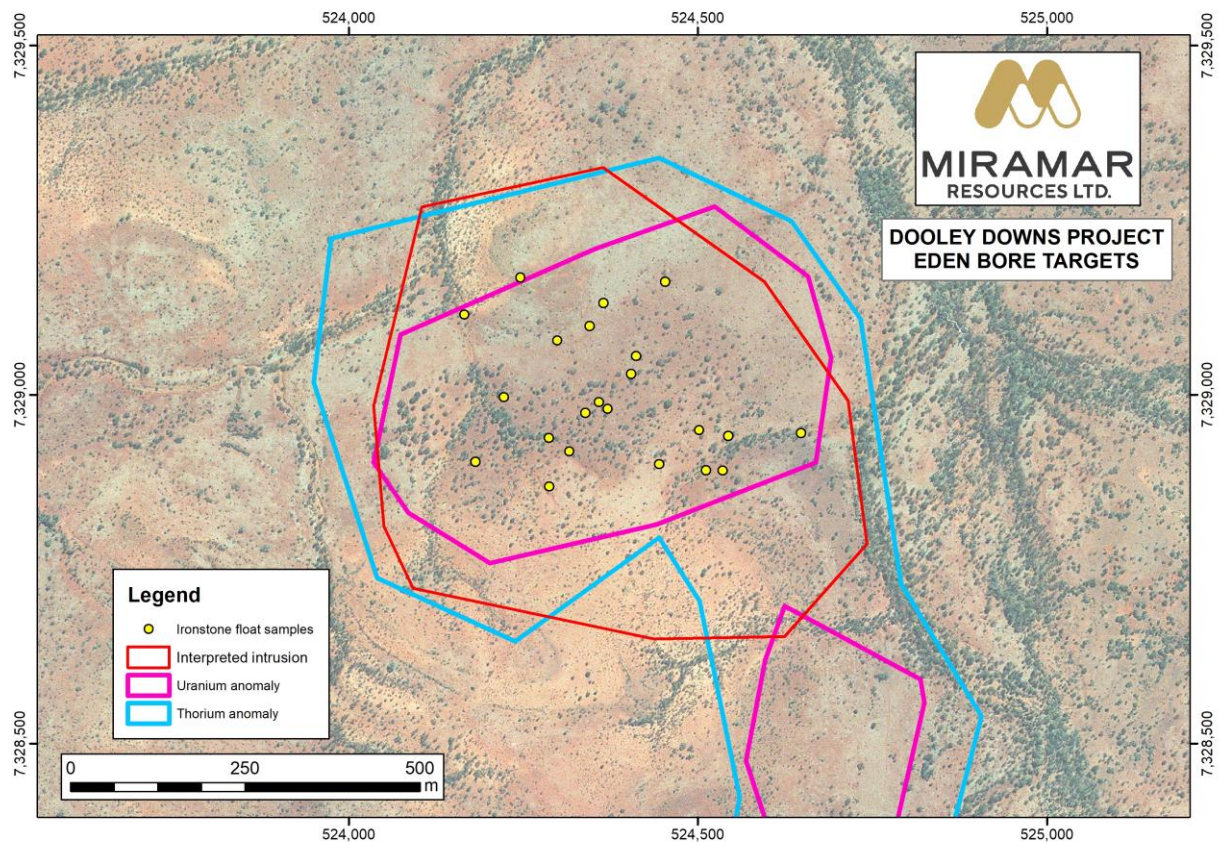 524,000
524,500
525,000
7,329,500
7,329,500
MIRAMAR
RESOURCES LTD.
DOOLEY DOWNS PROJECT
EDEN BORE TARGETS
7,329,000
7,329,000
Legend
Ironstone float samples
Interpreted intrusion
Uranium anomaly
Thorium anomaly
7,328,500
7,328,500
0 250 500
m
524,000
524,500
525,000